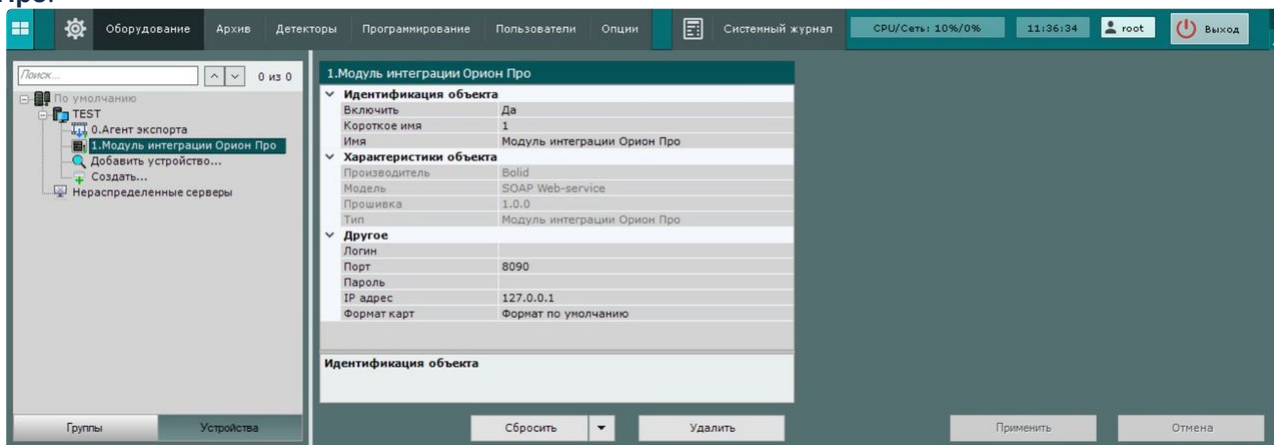 Оборудование Архив Детекторы Программирование Пользователи Опции Системный журнал CPU/Сеть: 10%/0% 11:36:34 root Выход
Поиск... 0 из 0
По умолчанию
TEST
0.Агент экспорта
1.Модуль интеграции Орион Про
Добавить устройство...
Создать...
Нераспределенные серверы
Группы Устройства
1.Модуль интеграции Орион Про
Идентификация объекта
Включить Да
Короткое имя 1
Имя Модуль интеграции Орион Про
Характеристики объекта
Производитель Bolid
Модель SOAP Web-service
Прошивка 1.0.0
Тип Модуль интеграции Орион Про
Другое
Логин
Порт 8090
Пароль
IP адрес 127.0.0.1
Формат карт Формат по умолчанию
Идентификация объекта
Сбросить Удалить Применить Отмена